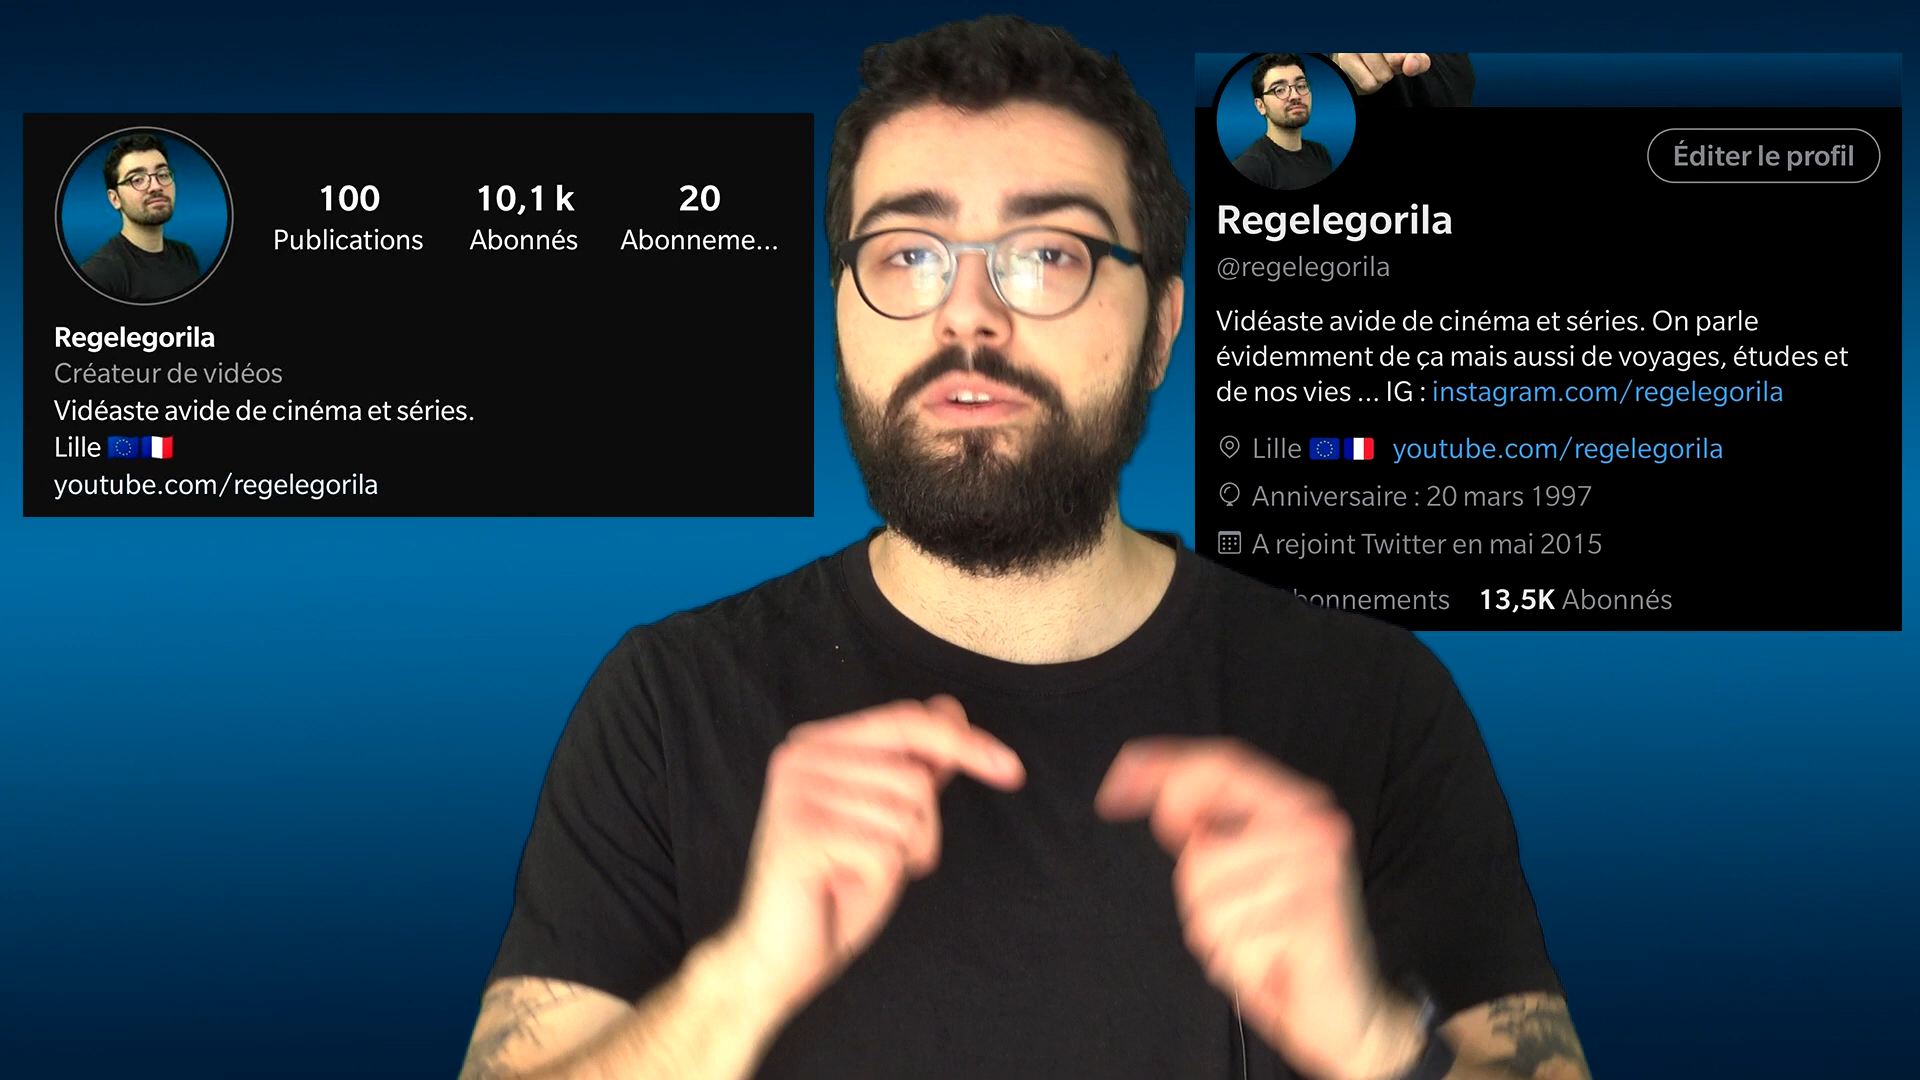 100 10,1 k 20
Publications Abonnés Abonneme...
Regelegorila
Créateur de vidéos
Vidéaste avide de cinéma et séries.
Lille 🇪🇺🇫🇷
youtube.com/regelegorila
Éditer le profil
Regelegorila
@regelegorila
Vidéaste avide de cinéma et séries. On parle
évidemment de ça mais aussi de voyages, études et
de nos vies ... IG : instagram.com/regelegorila
Lille 🇪🇺🇫🇷 youtube.com/regelegorila
Anniversaire : 20 mars 1997
A rejoint Twitter en mai 2015
bonnements 13,5K Abonnés